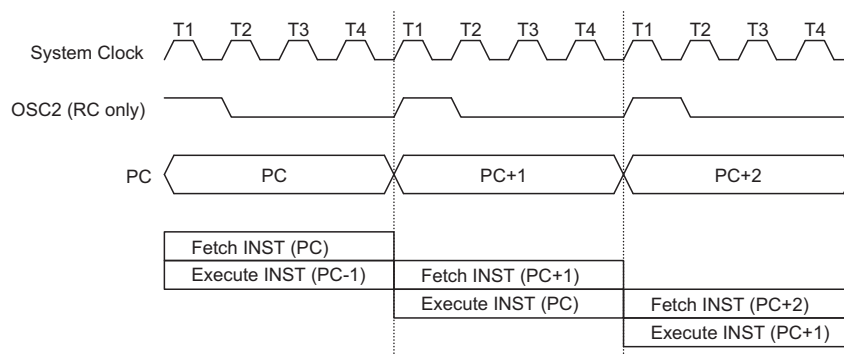 T1 T2 T3 T4 T1 T2 T3 T4 T1 T2 T3 T4
System Clock
OSC2 (RC only)
PC PC PC+1 PC+2
Fetch INST (PC)
Execute INST (PC-1) Fetch INST (PC+1)
Execute INST (PC) Fetch INST (PC+2)
Execute INST (PC+1)